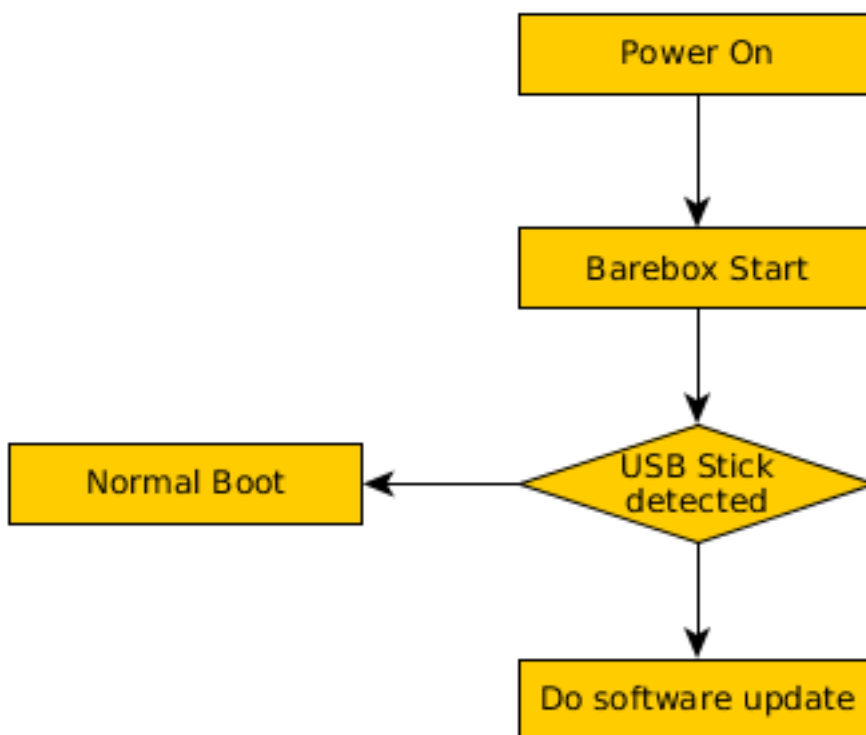 Power On
Barebox Start
USB Stick
detected
Normal Boot
Do software update